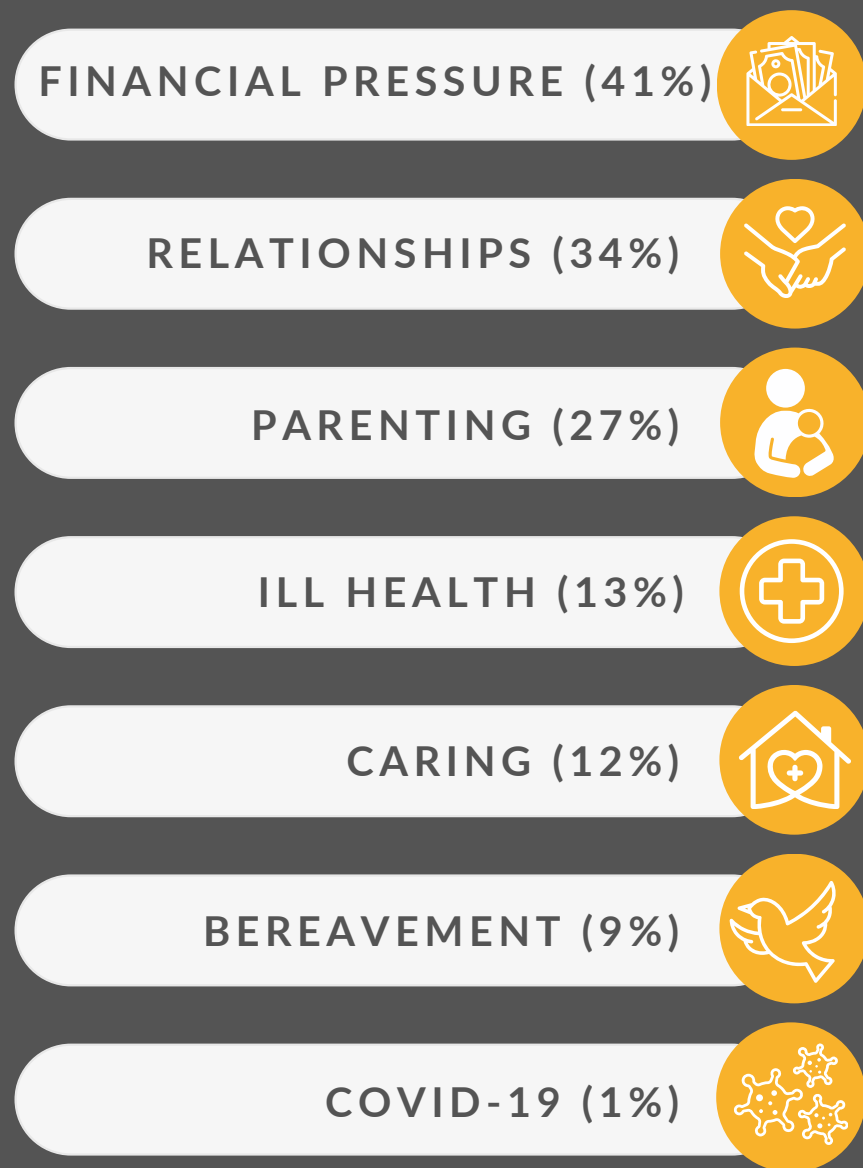 FINANCIAL PRESSURE (41%)
RELATIONSHIPS (34%)
PARENTING (27%)
ILL HEALTH (13%)
CARING (12%)
BEREAVEMENT (9%)
COVID-19 (1%)